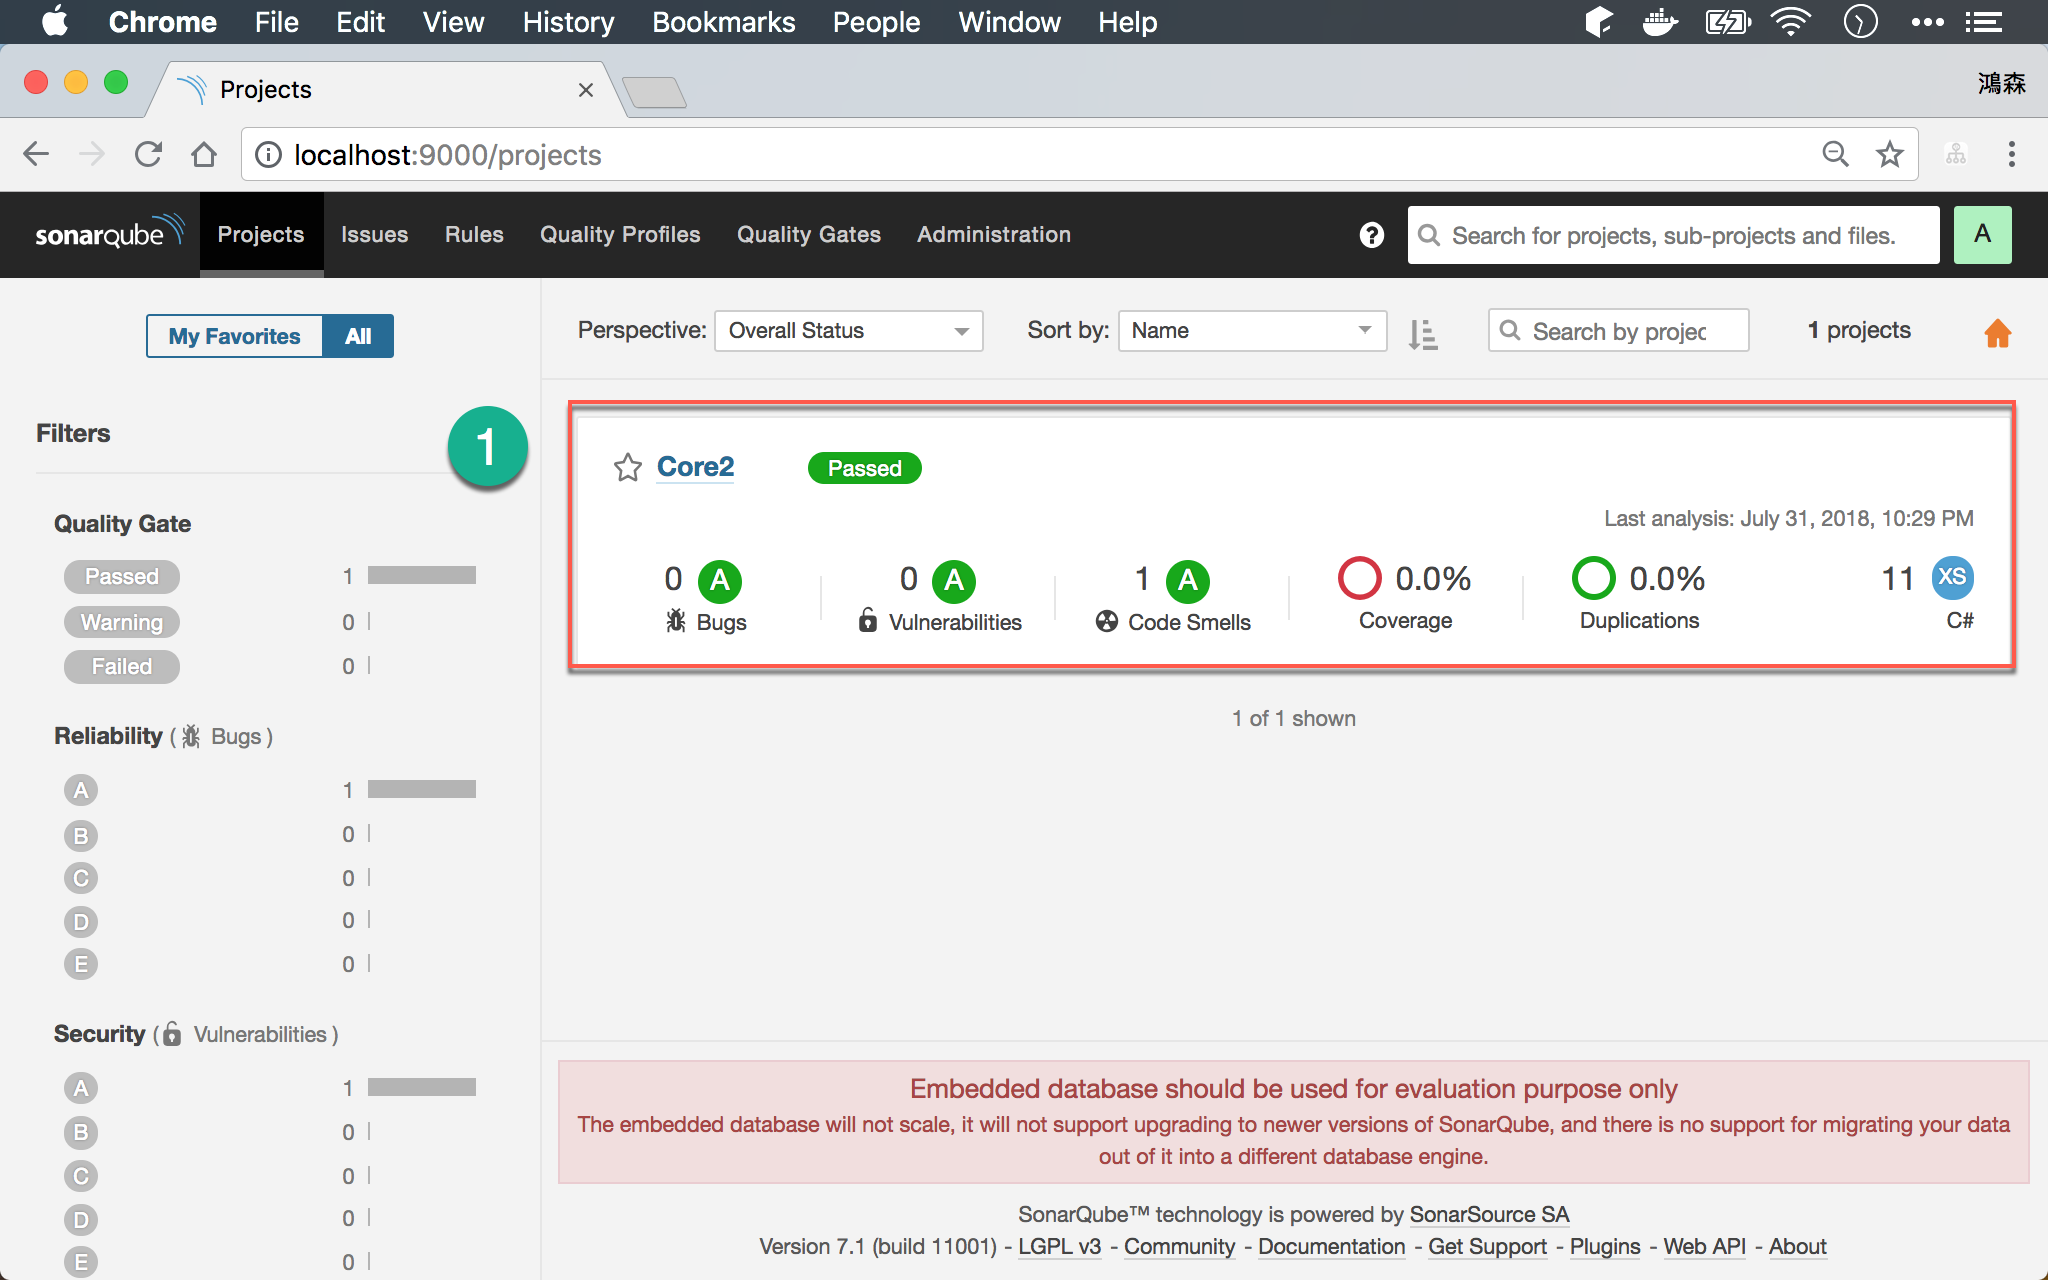 Chrome File Edit View History Bookmarks People Window Help
Projects
鴻森
localhost:9000/projects
sonarqube Projects Issues Rules Quality Profiles Quality Gates Administration
Search for projects, sub-projects and files.
A
My Favorites All
Perspective: Overall Status Sort by: Name Search by projec 1 projects
Filters
1
Quality Gate
Passed 1
Warning 0
Failed 0
Reliability ( Bugs )
A 1
B 0
C 0
D 0
E 0
Security ( Vulnerabilities )
A 1
B 0
C 0
D 0
E 0
Core2 Passed
Last analysis: July 31, 2018, 10:29 PM
0 A 0 A 1 A 0.0% 0.0% 11 XS
Bugs Vulnerabilities Code Smells Coverage Duplications C#
1 of 1 shown
Embedded database should be used for evaluation purpose only
The embedded database will not scale, it will not support upgrading to newer versions of SonarQube, and there is no support for migrating your data
out of it into a different database engine.
SonarQube™ technology is powered by SonarSource SA
Version 7.1 (build 11001) - LGPL v3 - Community - Documentation - Get Support - Plugins - Web API - About